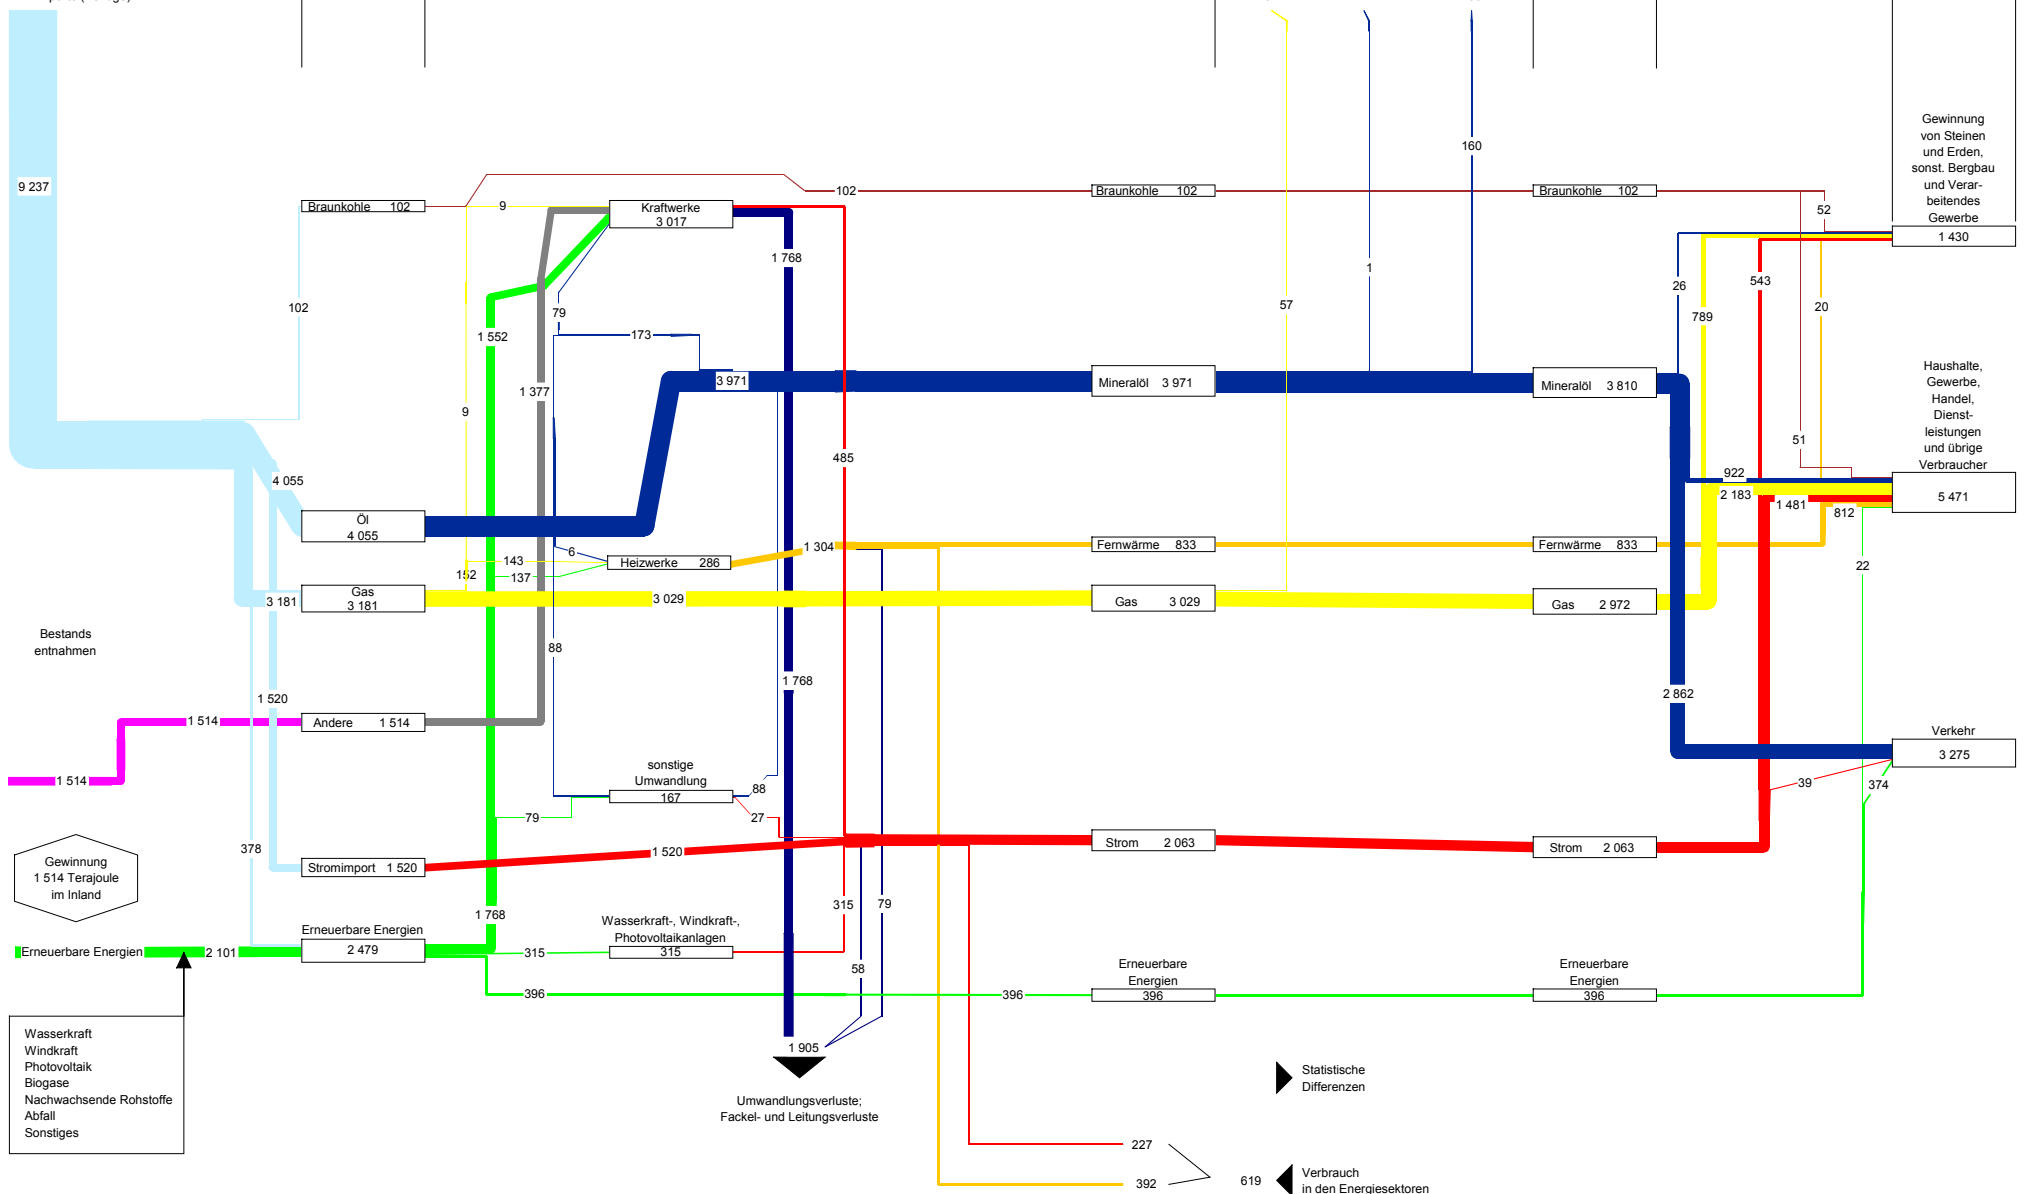 9 237
Braunkohle 102
9
Kraftwerke
3 017
102
Braunkohle 102
Braunkohle 102
160
Gewinnung
von Steinen
und Erden,
sonst. Bergbau
und Verar-
beitendes
Gewerbe
1 430
52
1 768
102
79
1 552
173
57
1
26
543
789
20
1 377
3 971
Mineralöl 3 971
Mineralöl 3 810
Haushalte,
Gewerbe,
Handel,
Dienst-
leistungen
und übrige
Verbraucher
5 471
9
485
51
4 055
922
2 183
1 481
812
Öl
4 055
6
1 304
Fernwärme 833
Fernwärme 833
143
Heizwerke 286
152
137
22
3 181
Gas
3 181
3 029
Gas 3 029
Gas 2 972
Bestands
entnahmen
88
1 768
1 520
2 862
1 514
Andere 1 514
Verkehr
3 275
1 514
sonstige
Umwandlung
167
88
39
374
79
27
378
Gewinnung
1 514 Terajoule
im Inland
Stromimport 1 520
1 520
Strom 2 063
Strom 2 063
1 768
315
79
Wasserkraft-, Windkraft-,
Photovoltaikanlagen
315
Erneuerbare Energien
2 101
Erneuerbare Energien
2 479
315
58
Erneuerbare
Energien
396
Erneuerbare
Energien
396
396
396
Wasserkraft
Windkraft
Photovoltaik
Biogase
Nachwachsende Rohstoffe
Abfall
Sonstiges
1 905
Umwandlungsverluste;
Fackel- und Leitungsverluste
Statistische
Differenzen
227
392
619
Verbrauch
in den Energiesektoren